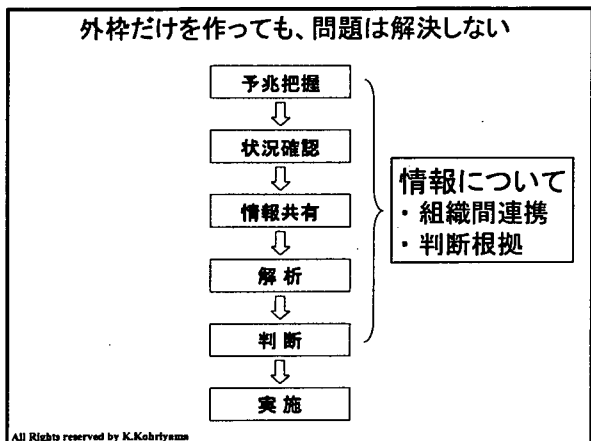 外枠だけを作っても、問題は解決しない
予兆把握
状況確認
情報共有
解 析
判 断
実 施
情報について
・組織間連携
・判断根拠
All Rights reserved by K.Kohriyama